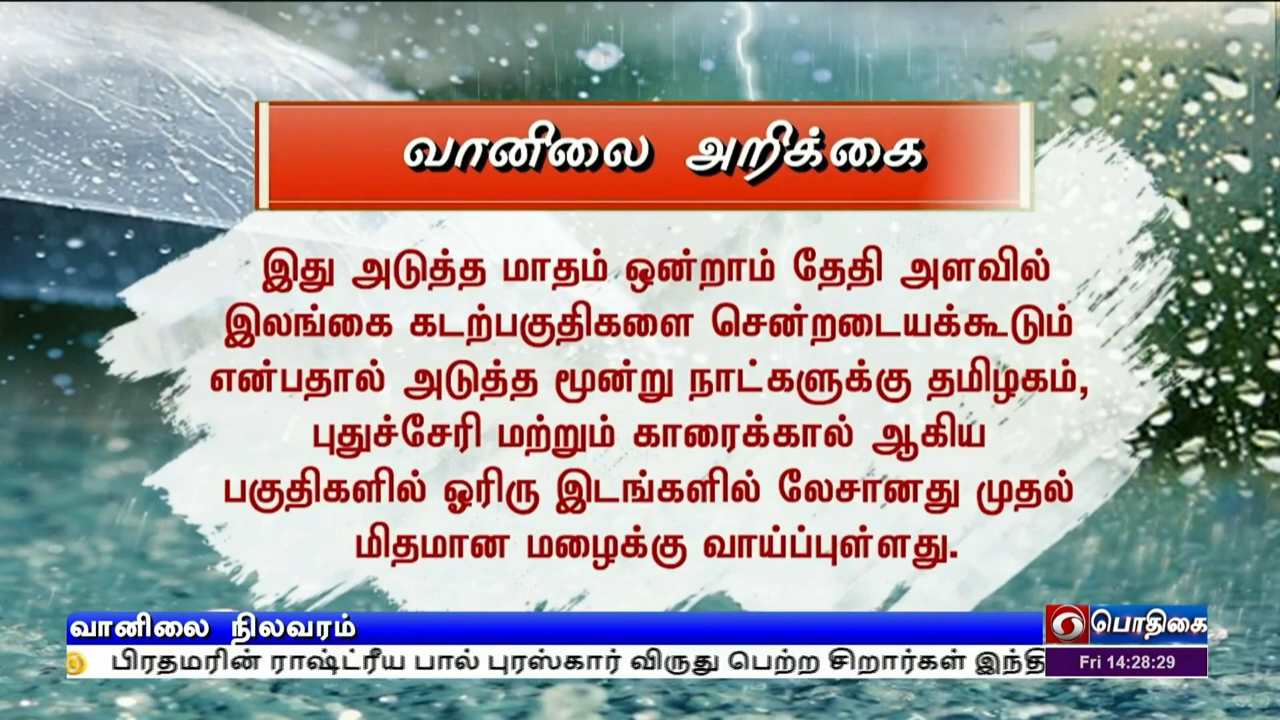 வானிலை அறிக்கை
இது அடுத்த மாதம் ஒன்றாம் தேதி அளவில்
இலங்கை கடற்பகுதிகளை சென்றடையக்கூடும்
என்பதால் அடுத்த மூன்று நாட்களுக்கு தமிழகம்,
புதுச்சேரி மற்றும் காரைக்கால் ஆகிய
பகுதிகளில் ஓரிரு இடங்களில் லேசானது முதல்
மிதமான மழைக்கு வாய்ப்புள்ளது.
வானிலை நிலவரம்
பொதிகை
பிரதமரின் ராஷ்ட்ரீய பால் புரஸ்கார் விருது பெற்ற சிறார்கள் இந்தி
Fri 14:28:29